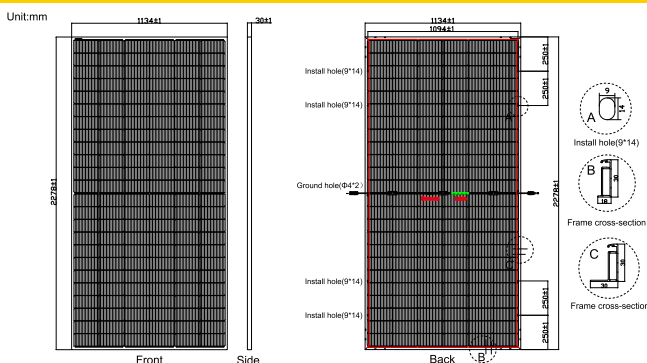 Unit:mm
1134±1
30±1
1134±1
1094±1
2278±1
Install hole(9*14)
Install hole(9*14)
Ground hole(Φ4*2)
Install hole(9*14)
Install hole(9*14)
250±1
250±1
2278±1
250±1
250±1
A
C
B
Front
Side
Back
9
14
A
Install hole(9*14)
B
30
18
Frame cross-section
C
30
30
Frame cross-section